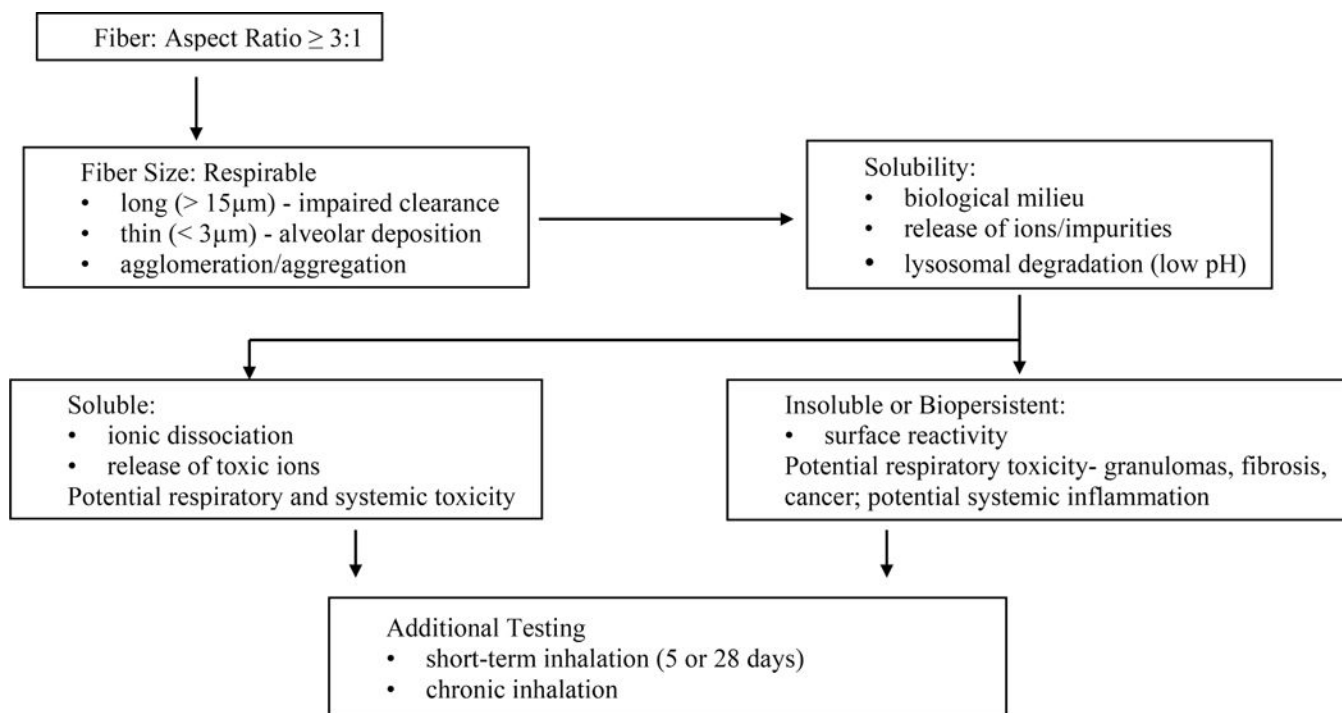 Fiber: Aspect Ratio ≥ 3:1
Fiber Size: Respirable
• long (> 15µm) - impaired clearance
• thin (< 3µm) - alveolar deposition
• agglomeration/aggregation
Solubility:
• biological milieu
• release of ions/impurities
• lysosomal degradation (low pH)
Soluble:
• ionic dissociation
• release of toxic ions
Potential respiratory and systemic toxicity
Insoluble or Biopersistent:
• surface reactivity
Potential respiratory toxicity- granulomas, fibrosis,
cancer; potential systemic inflammation
Additional Testing
• short-term inhalation (5 or 28 days)
• chronic inhalation